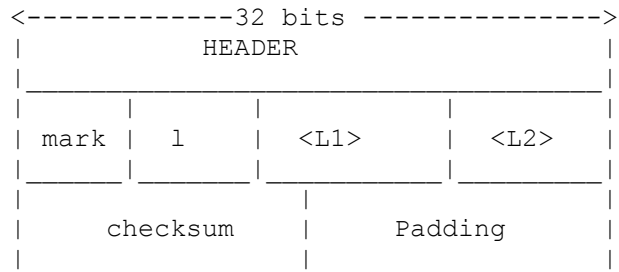 <-------------32 bits --------------->
HEADER
mark | l | <L1> | <L2>
checksum | Padding